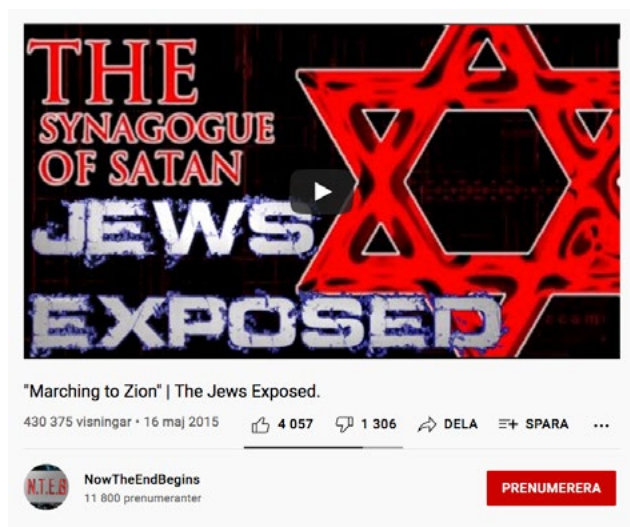 THE
SYNAGOGUE
OF SATAN
JEWS
EXPOSED
"Marching to Zion" | The Jews Exposed.
430 375 visningar • 16 maj 2015 4 057 1 306 DELA SPARA ...
N.T.E.B NowTheEndBegins
11 800 prenumeranter
PRENUMERERA